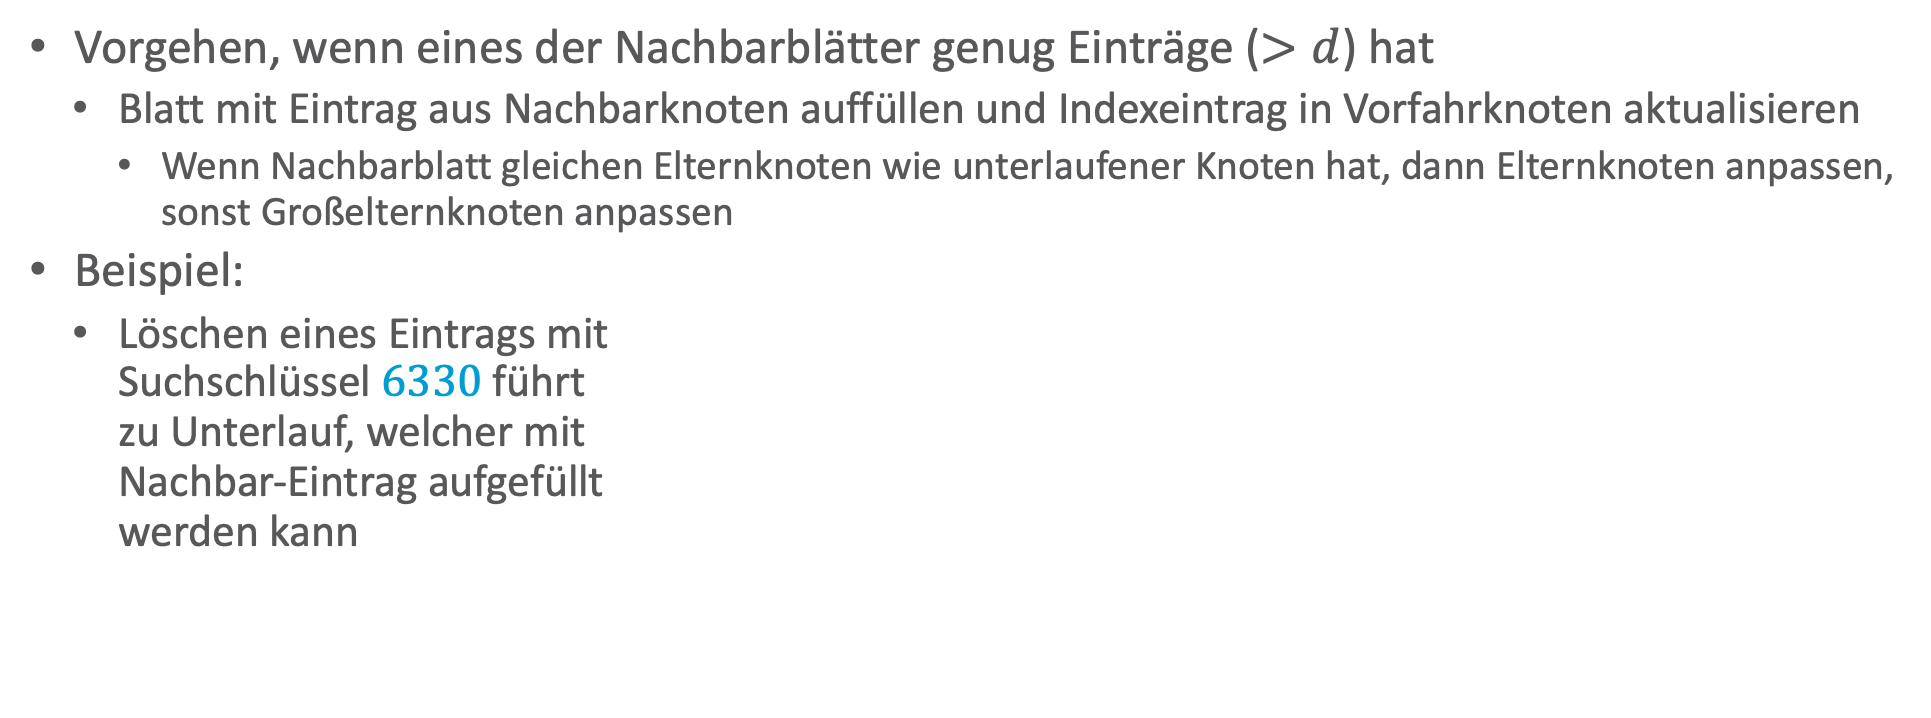 • Vorgehen, wenn eines der Nachbarblätter genug Einträge (> d) hat
• Blatt mit Eintrag aus Nachbarknoten auffüllen und Indexeintrag in Vorfahrknoten aktualisieren
• Wenn Nachbarblatt gleichen Elternknoten wie unterlaufener Knoten hat, dann Elternknoten anpassen,
sonst Großelternknoten anpassen
• Beispiel:
• Löschen eines Eintrags mit
Suchschlüssel 6330 führt
zu Unterlauf, welcher mit
Nachbar-Eintrag aufgefüllt
werden kann